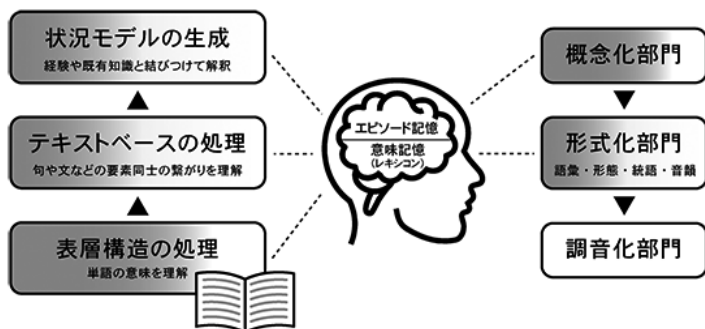 状況モデルの生成
経験や既有知識と結びつけて解釈
テキストベースの処理
句や文などの要素同士の繋がりを理解
表層構造の処理
単語の意味を理解
エピソード記憶
意味記憶
(レキシコン)
概念化部門
形式化部門
語彙・形態・統語・音韻
調音化部門